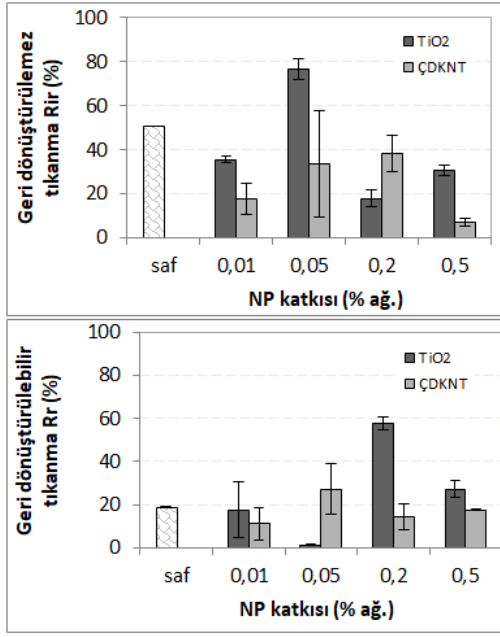 Geri dönüştürülemez
tıkanma Rir (%)
100
80
60
40
20
0
TiO2
ÇDKNT
saf
0,01
0,05
0,2
0,5
NP katkısı (% ağ.)
Geri dönüştürülebilir
tıkanma Rr (%)
100
80
60
40
20
0
TiO2
ÇDKNT
saf
0,01
0,05
0,2
0,5
NP katkısı (% ağ.)